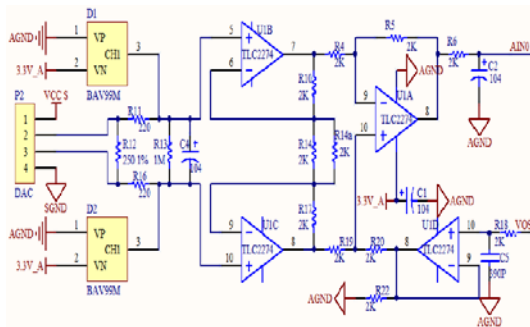 D1
AGND
1
VP
CH1
3
3.3V_A
2
VN
BAV99M
P2
VCC S
1
2
3
4
DAC
SGND
R11
220
R12
250 1%
R13
1M
C4
104
R16
220
D2
AGND
1
VP
CH1
3
3.3V_A
2
VN
BAV99M
U1B
5
6
7
TLC2274
R4
2K
R10
2K
R14
2K
R14a
2K
R17
2K
U1C
9
10
8
TLC2274
R19
2K
R5
2K
AGND
U1A
9
10
8
TLC2274
R6
2K
AIN0
C2
104
AGND
3.3V_A
C1
104
AGND
U1D
10
9
8
TLC2274
R20
2K
R18
2K
C5
390P
AGND
R22
2K
AGND